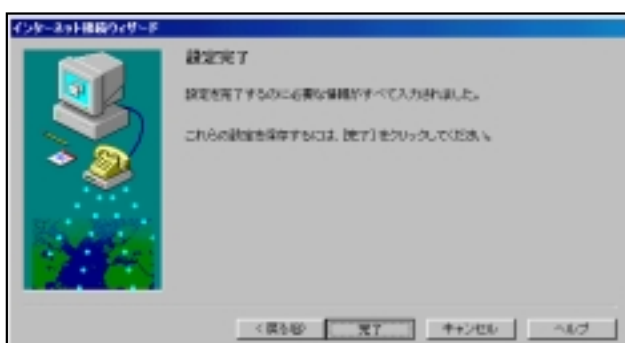 インターネット接続ウィザード
設定完了
設定を完了するのに必要な情報がすべて入力されました。
これらの設定を保存するには、[完了] をクリックしてください。
< 戻る(B)
完了
キャンセル
ヘルプ